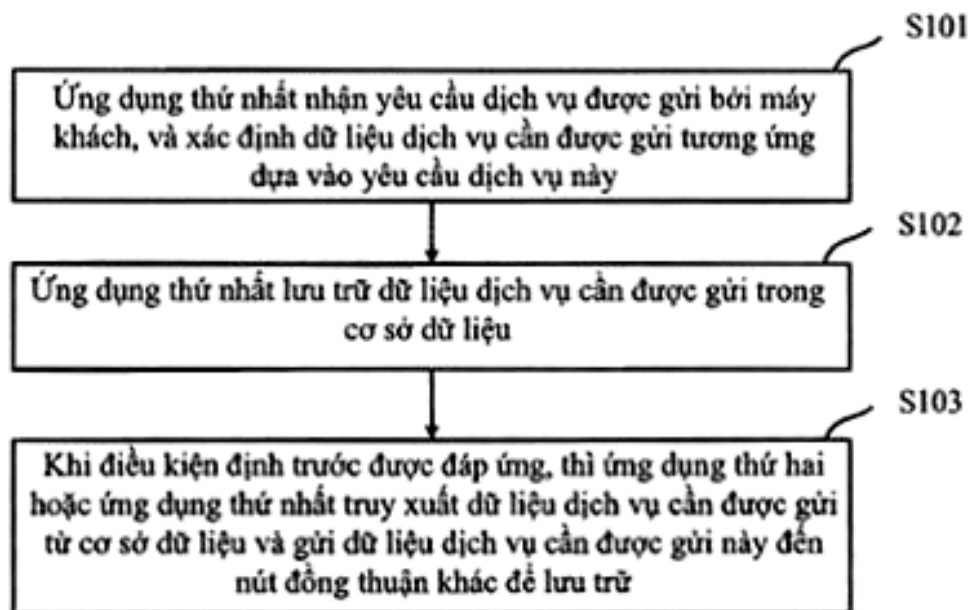 S101
Ứng dụng thứ nhất nhận yêu cầu dịch vụ được gửi bởi máy
khách, và xác định dữ liệu dịch vụ cần được gửi tương ứng
dựa vào yêu cầu dịch vụ này
S102
Ứng dụng thứ nhất lưu trữ dữ liệu dịch vụ cần được gửi trong
cơ sở dữ liệu
S103
Khi điều kiện định trước được đáp ứng, thì ứng dụng thứ hai
hoặc ứng dụng thứ nhất truy xuất dữ liệu dịch vụ cần được gửi
từ cơ sở dữ liệu và gửi dữ liệu dịch vụ cần được gửi này đến
nút đồng thuận khác để lưu trữ